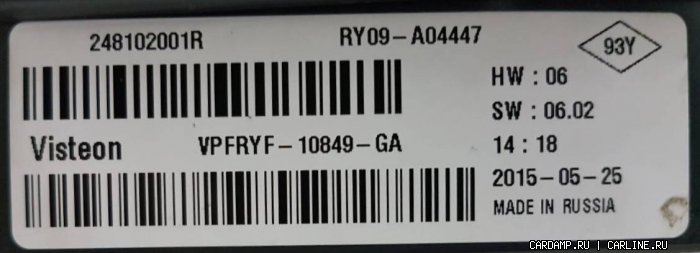 248102001R RY09-A04447
93Y
HW : 06
SW : 06.02
Visteon VPFRYF-10849-GA
14 : 18
2015-05-25
MADE IN RUSSIA
CARDAMP.RU | CARLINE.RU